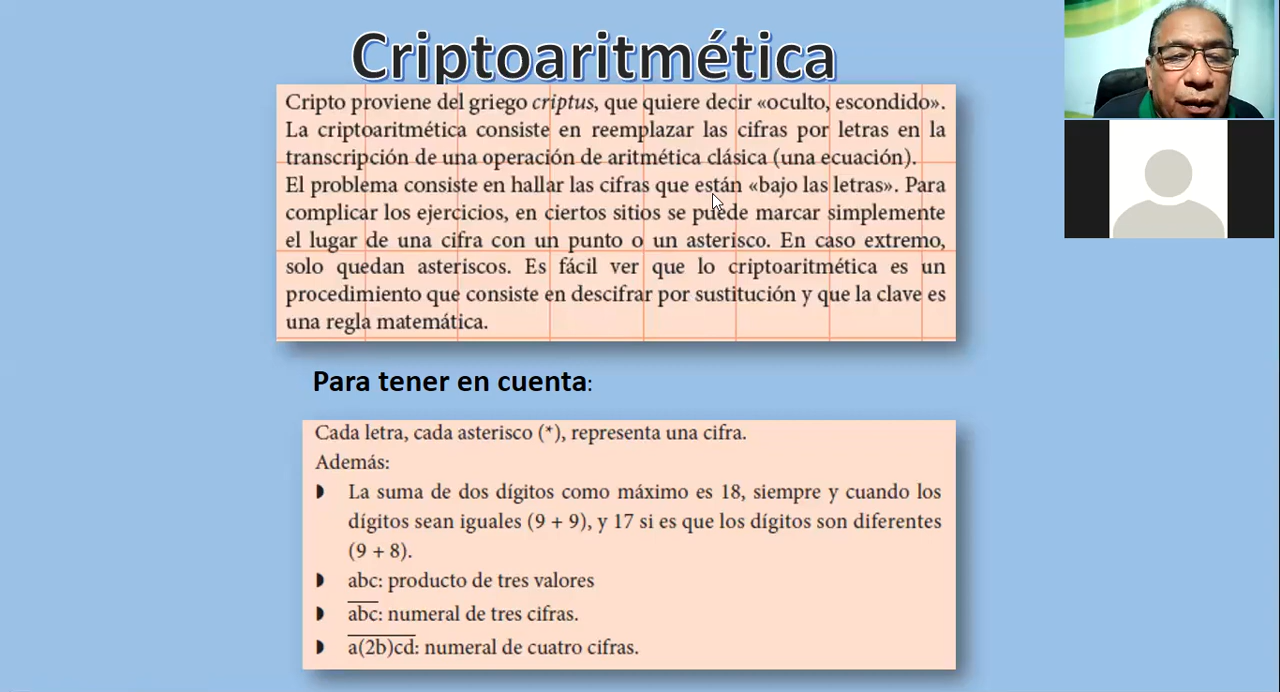 Criptoaritmética
Cripto proviene del griego criptus, que quiere decir «oculto, escondido».
La criptoaritmética consiste en reemplazar las cifras por letras en la
transcripción de una operación de aritmética clásica (una ecuación).
El problema consiste en hallar las cifras que están «bajo las letras». Para
complicar los ejercicios, en ciertos sitios se puede marcar simplemente
el lugar de una cifra con un punto o un asterisco. En caso extremo,
solo quedan asteriscos. Es fácil ver que lo criptoaritmética es un
procedimiento que consiste en descifrar por sustitución y que la clave es
una regla matemática.
Para tener en cuenta:
Cada letra, cada asterisco (*), representa una cifra.
Además:
◗ La suma de dos dígitos como máximo es 18, siempre y cuando los
dígitos sean iguales (9 + 9), y 17 si es que los dígitos son diferentes
(9 + 8).
◗ abc: producto de tres valores
◗ a̅b̅c̅: numeral de tres cifras.
◗ a̅(̅2̅b̅)̅c̅d̅: numeral de cuatro cifras.